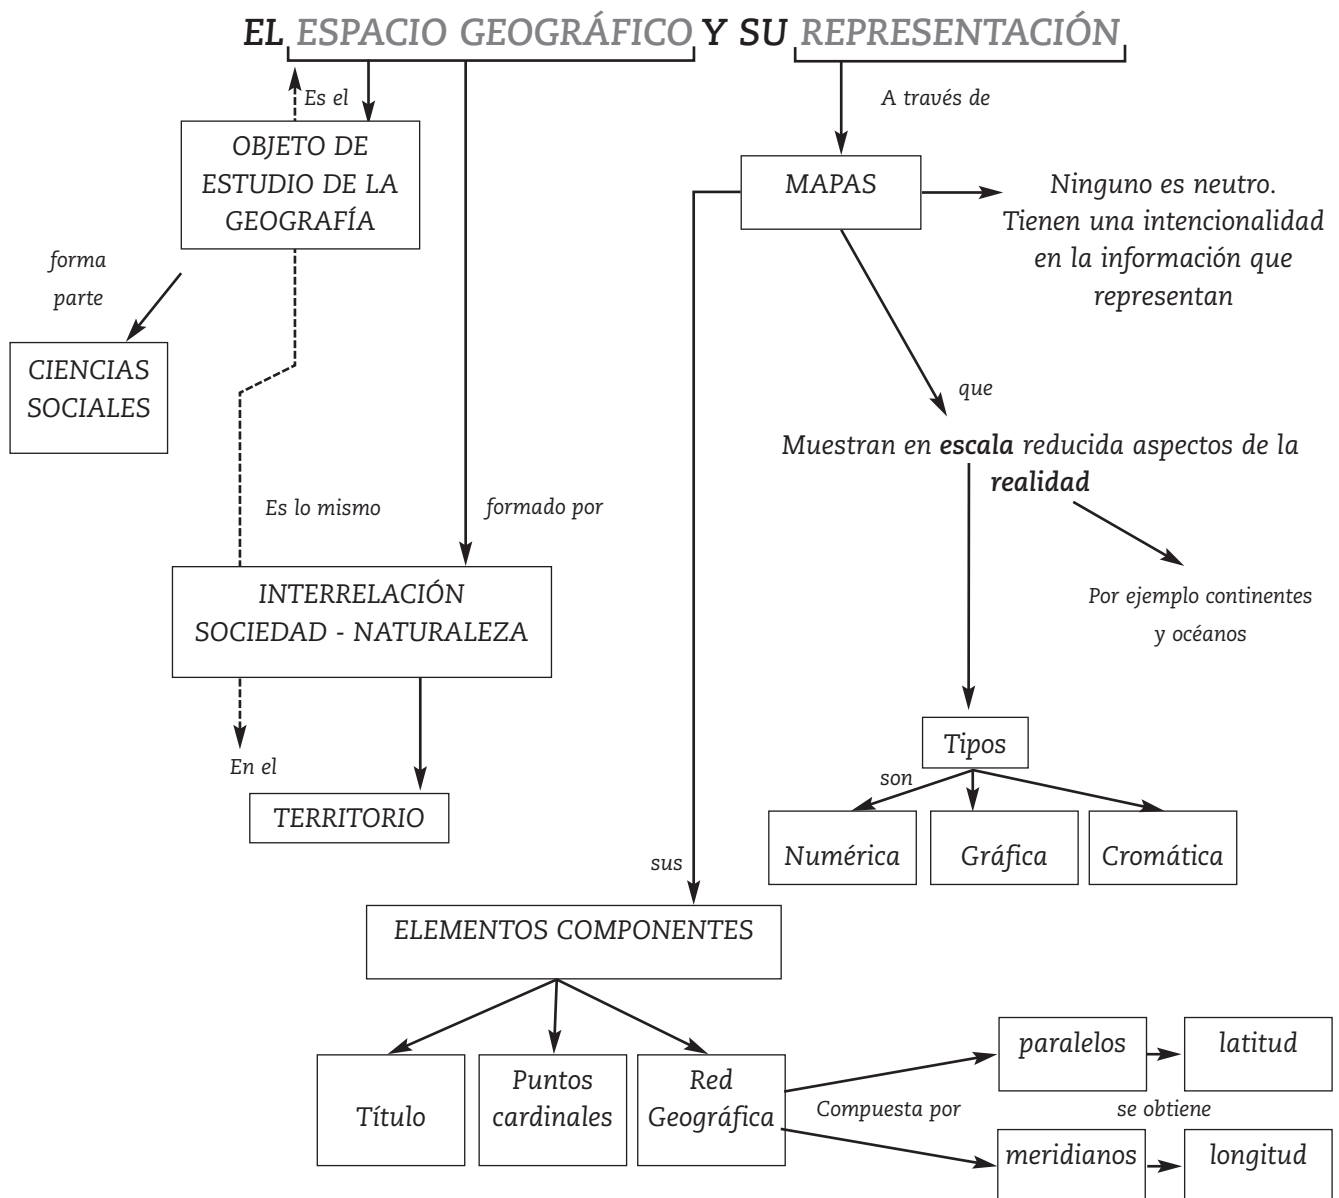 EL ESPACIO GEOGRÁFICO Y SU REPRESENTACIÓN
Es el
A través de
OBJETO DE
ESTUDIO DE LA
GEOGRAFÍA
MAPAS
Ninguno es neutro.
Tienen una intencionalidad
en la información que
representan
forma
parte
CIENCIAS
SOCIALES
que
Muestran en escala reducida aspectos de la
realidad
Es lo mismo
formado por
INTERRELACIÓN
SOCIEDAD - NATURALEZA
Por ejemplo continentes
y océanos
En el
TERRITORIO
Tipos
son
Numérica
Gráfica
Cromática
sus
ELEMENTOS COMPONENTES
Título
Puntos
cardinales
Red
Geográfica
Compuesta por
paralelos
latitud
se obtiene
meridianos
longitud